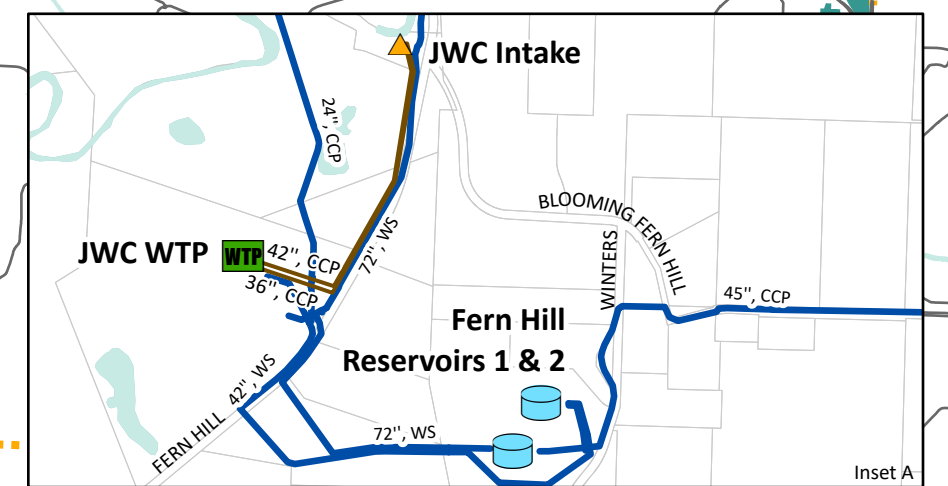 JWC Intake
24", CCP
BLOOMING FERN HILL
72", WS
JWC WTP
WTP
42", CCP
36", CCP
WINTERS
45", CCP
Fern Hill
Reservoirs 1 & 2
42", WS
FERN HILL
72", WS
Inset A